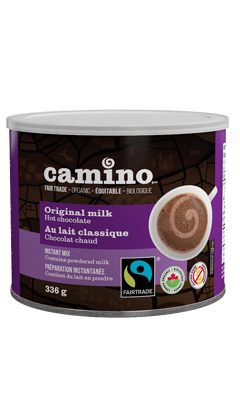 camino
FAIR TRADE • ORGANIC • ÉQUITABLE • BIOLOGIQUE
Original milk
Hot chocolate
Au lait classique
Chocolat chaud
INSTANT MIX
Contains powdered milk
PRÉPARATION INSTANTANÉE
Contient du lait en poudre
336 g
FAIRTRADE